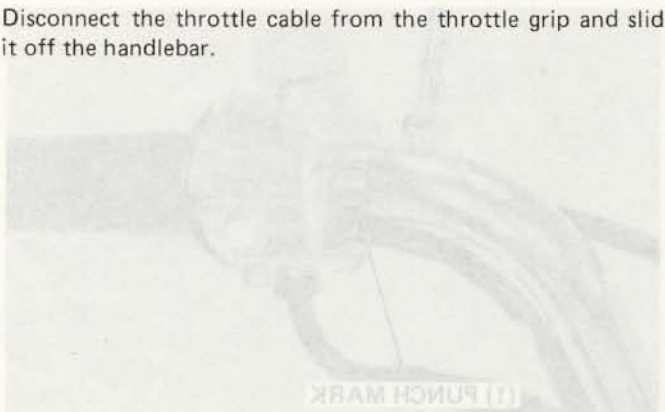 Disconnect the throttle cable from the throttle grip and slid
it off the handlebar.
(1) PUNCH MARK